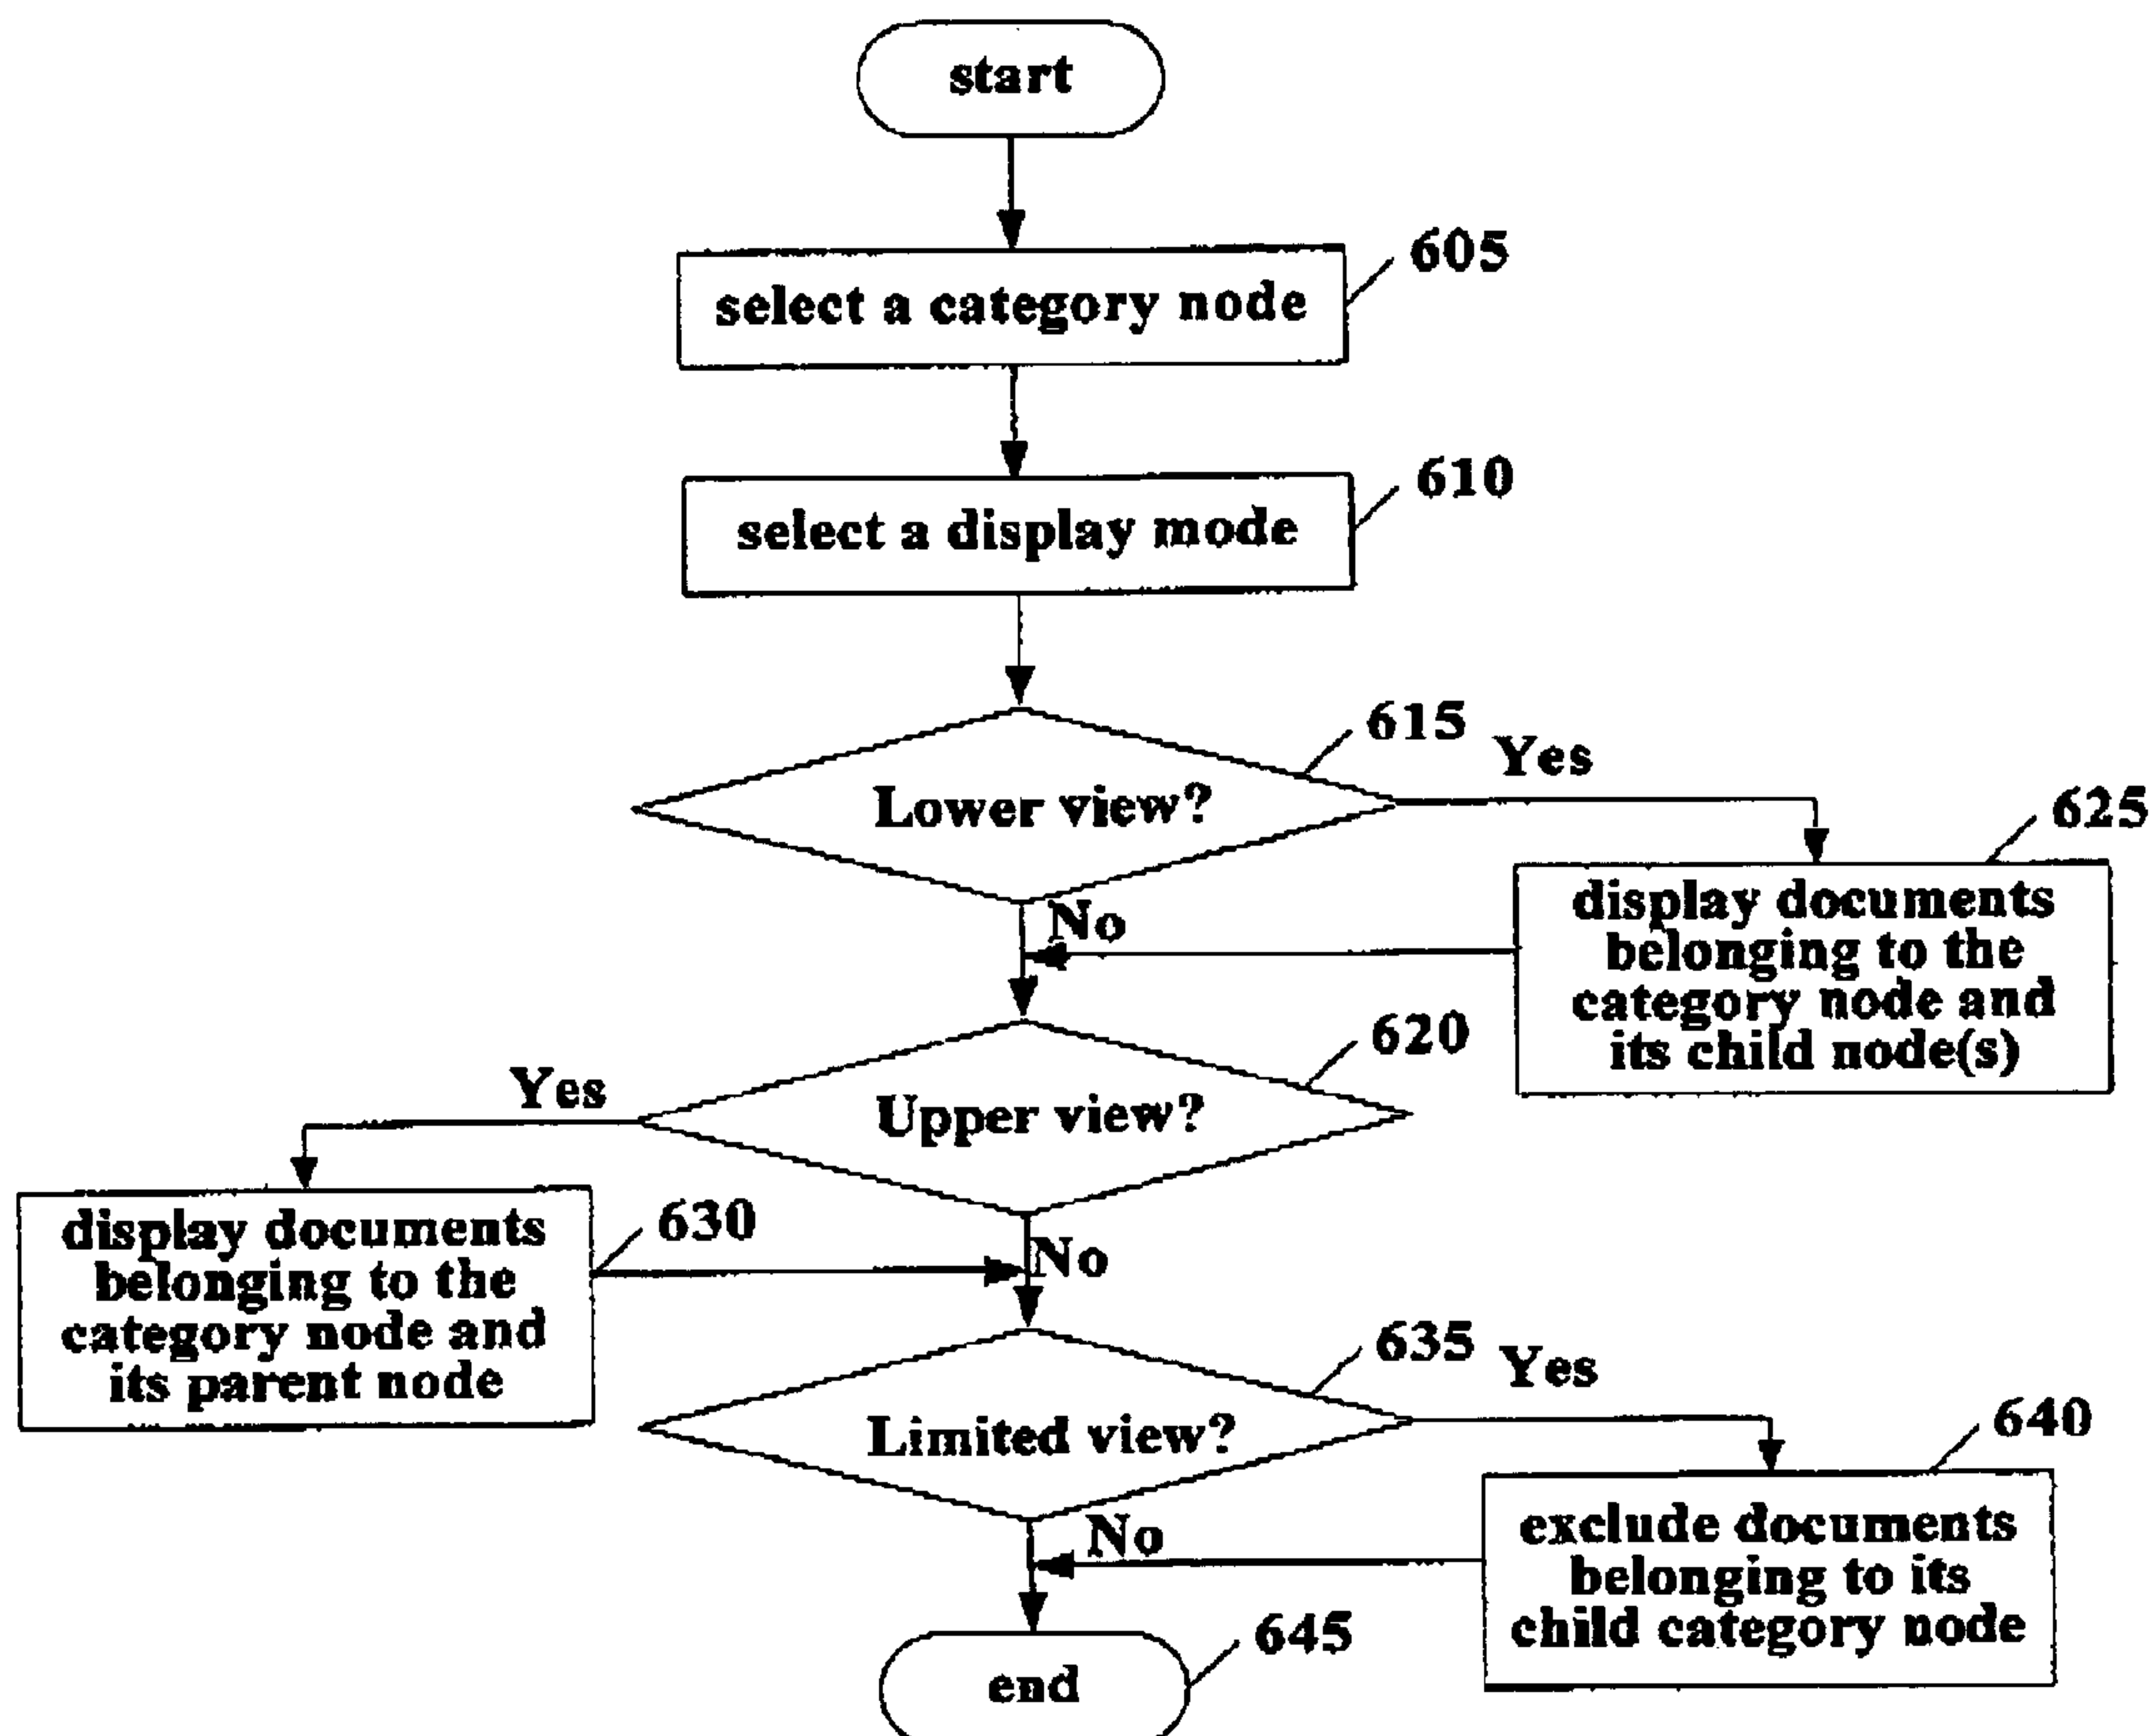 start
605
select a category node
610
select a display mode
615
Yes
Lower view?
625
No
display documents
belonging to the
category node and
its child node(s)
620
Yes
Upper view?
630
No
display documents
belonging to the
category node and
its parent node
635
Yes
Limited view?
640
No
exclude documents
belonging to its
child category node
645
end